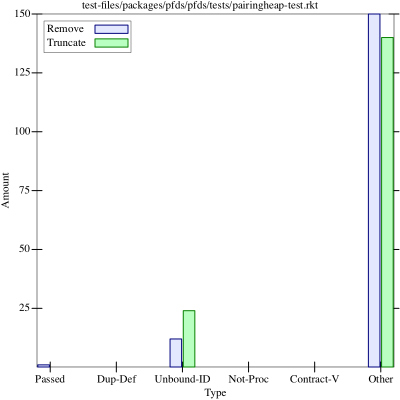 test-files/packages/pfds/pfds/tests/pairingheap-test.rkt
150
Remove
Truncate
125
100
75
50
25
Amount
Passed Dup-Def Unbound-ID Not-Proc Contract-V Other
Type